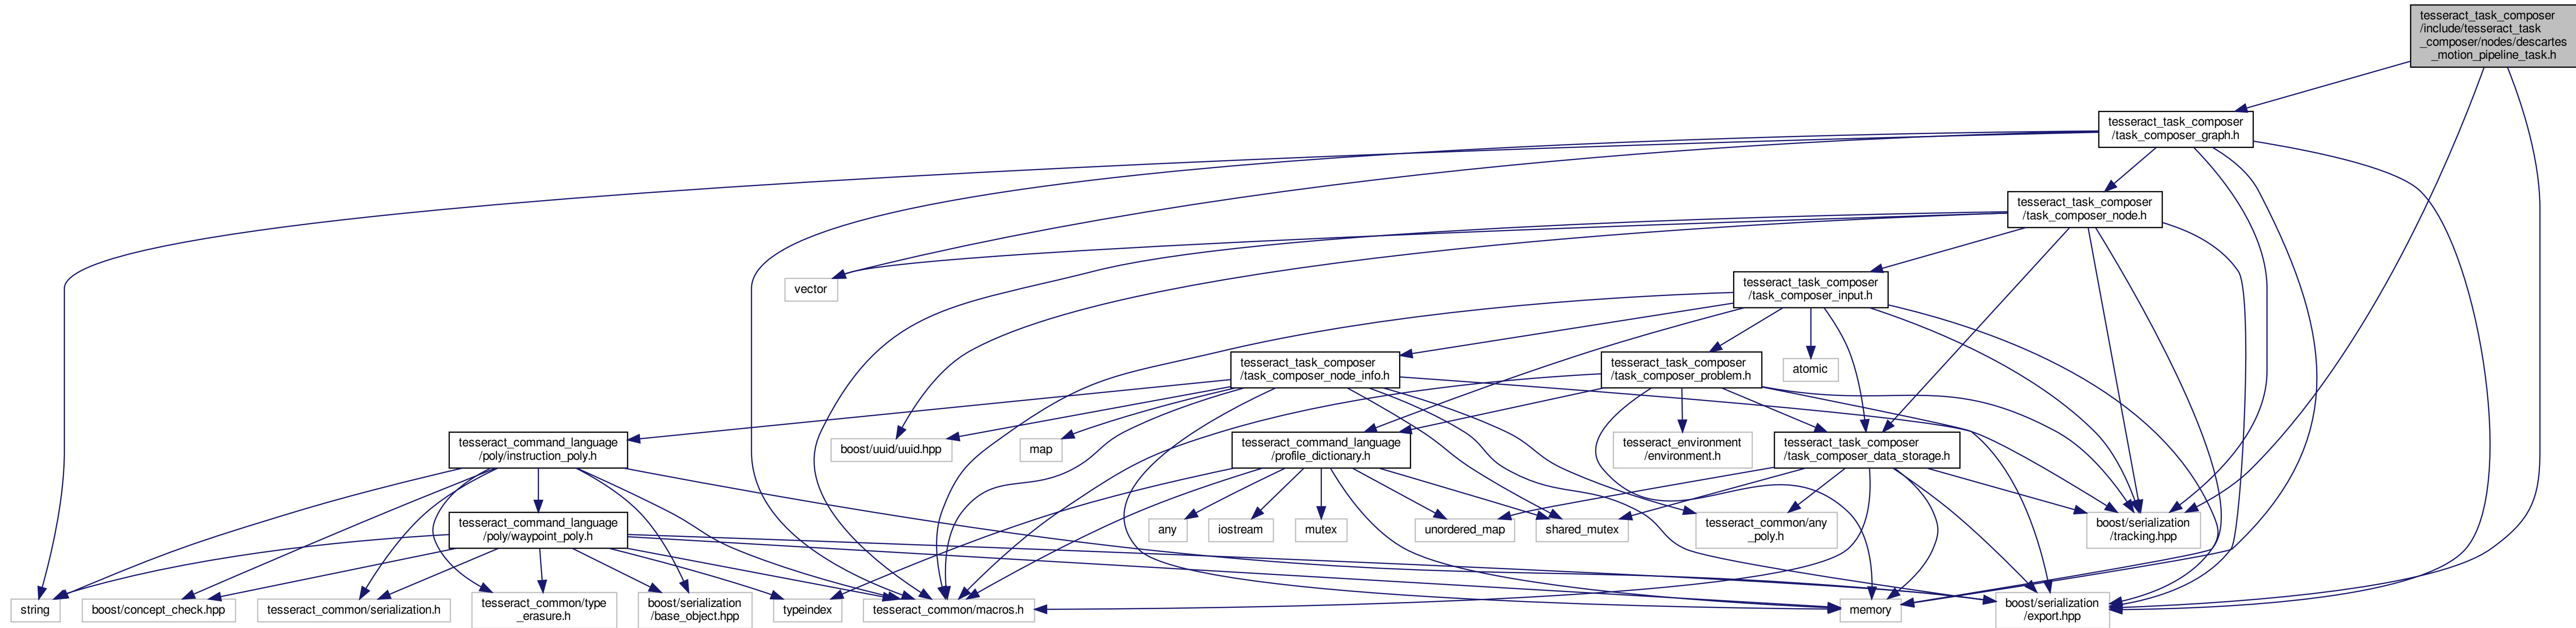 tesseract_task_composer
/include/tesseract_task
_composer/nodes/descartes
_motion_pipeline_task.h
tesseract_task_composer
/task_composer_graph.h
tesseract_task_composer
/task_composer_node.h
vector
tesseract_task_composer
/task_composer_input.h
tesseract_task_composer
/task_composer_node_info.h
tesseract_task_composer
/task_composer_problem.h
atomic
tesseract_command_language
/poly/instruction_poly.h
boost/uuid/uuid.hpp
map
tesseract_command_language
/profile_dictionary.h
tesseract_environment
/environment.h
tesseract_task_composer
/task_composer_data_storage.h
tesseract_command_language
/poly/waypoint_poly.h
any
iostream
mutex
unordered_map
shared_mutex
tesseract_common/any
_poly.h
boost/serialization
/tracking.hpp
string
boost/concept_check.hpp
tesseract_common/serialization.h
tesseract_common/type
_erasure.h
boost/serialization
/base_object.hpp
typeindex
tesseract_common/macros.h
memory
boost/serialization
/export.hpp